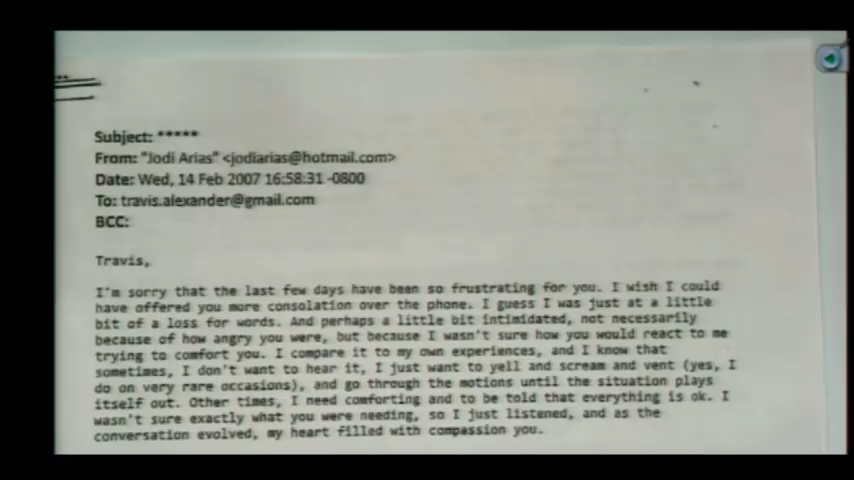 Subject: *****
From: "Jodi Arias" <jodiarias@hotmail.com>
Date: Wed, 14 Feb 2007 16:58:31 -0800
To: travis.alexander@gmail.com
BCC:
Travis,
I'm sorry that the last few days have been so frustrating for you. I wish I could
have offered you more consolation over the phone. I guess I was just at a little
bit of a loss for words. And perhaps a little bit intimidated, not necessarily
because of how angry you were, but because I wasn't sure how you would react to me
trying to comfort you. I compare it to my own experiences, and I know that
sometimes, I don't want to hear it, I just want to yell and scream and vent (yes, I
do on very rare occasions), and go through the motions until the situation plays
itself out. Other times, I need comforting and to be told that everything is ok. I
wasn't sure exactly what you were needing, so I just listened, and as the
conversation evolved, my heart filled with compassion you.